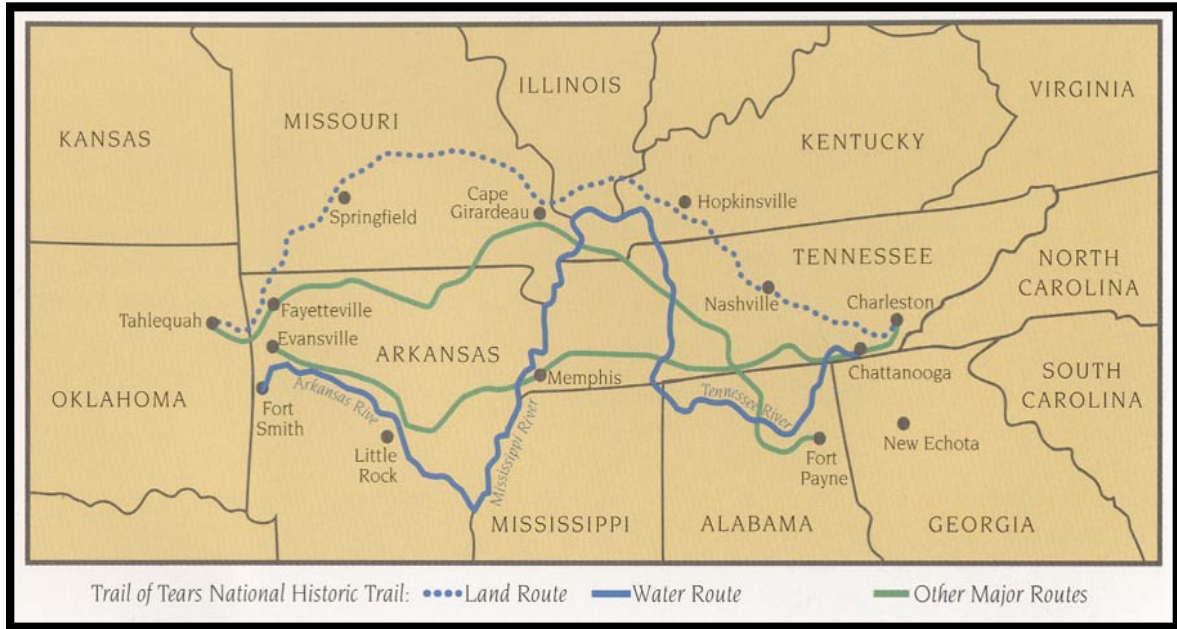 ILLINOIS
VIRGINIA
MISSOURI
KANSAS
KENTUCKY
Cape
Girardeau
Hopkinsville
Springfield
TENNESSEE
NORTH
CAROLINA
Nashville
Charleston
Fayetteville
Tahlequah
Evansville
ARKANSAS
Chattanooga
Memphis
SOUTH
CAROLINA
OKLAHOMA
Arkansas Rive
Tennessee River
Fort
Smith
Mississippi River
New Echota
Little
Rock
Fort
Payne
MISSISSIPPI
ALABAMA
GEORGIA
Trail of Tears National Historic Trail: Land Route Water Route Other Major Routes